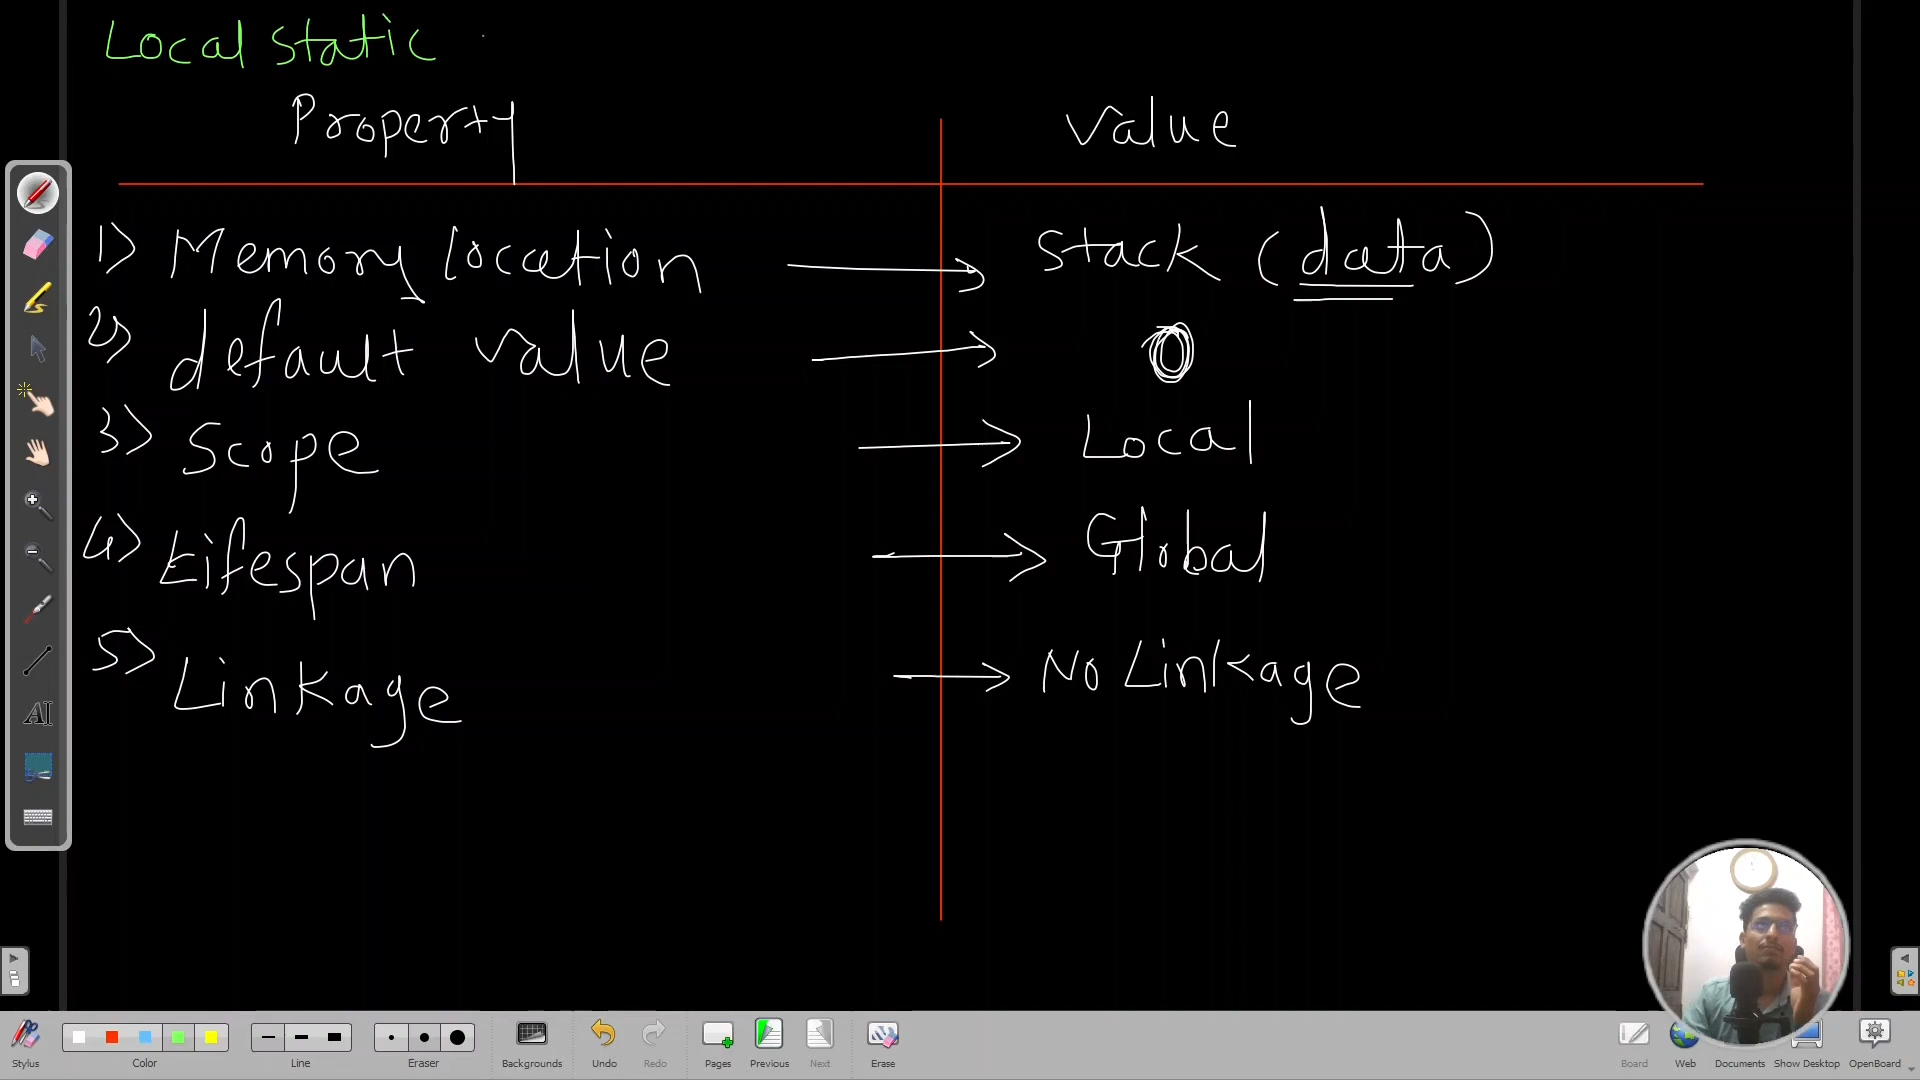 Local static
Property value
1) Memory location → stack (data)
2) default value → 0
3) Scope → Local
4) Lifespan → Global
5) Linkage → No Linkage
AI
Stylus Color Line Eraser Backgrounds Undo Redo Pages Previous Next Erase Board Web Documents Show Desktop OpenBoard